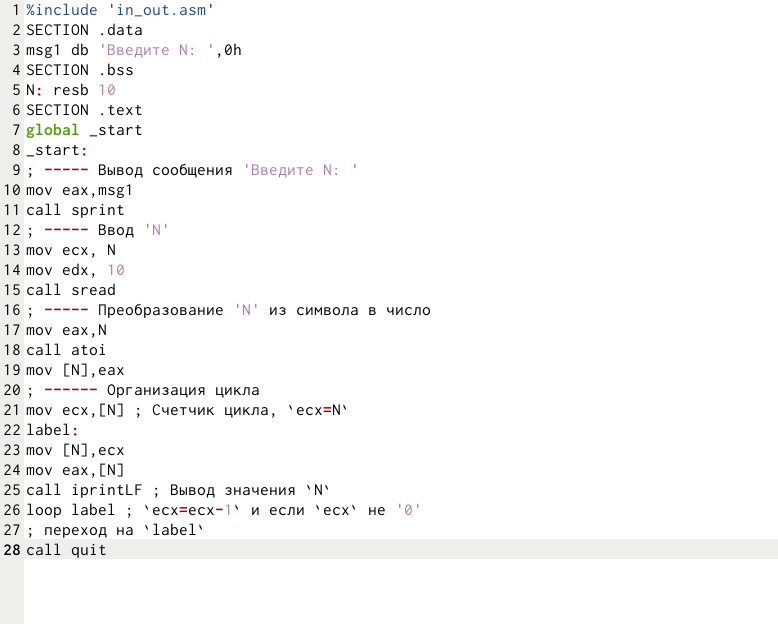 1 %include 'in_out.asm'
2 SECTION .data
3 msg1 db 'Введите N: ',0h
4 SECTION .bss
5 N: resb 10
6 SECTION .text
7 global _start
8 _start:
9 ; ----- Вывод сообщения 'Введите N: '
10 mov eax,msg1
11 call sprint
12 ; ----- Ввод 'N'
13 mov ecx, N
14 mov edx, 10
15 call sread
16 ; ----- Преобразование 'N' из символа в число
17 mov eax,N
18 call atoi
19 mov [N],eax
20 ; ------ Организация цикла
21 mov ecx,[N] ; Счетчик цикла, `ecx=N`
22 label:
23 mov [N],ecx
24 mov eax,[N]
25 call iprintLF ; Вывод значения `N`
26 loop label ; `ecx=ecx-1` и если `ecx` не '0'
27 ; переход на `label`
28 call quit